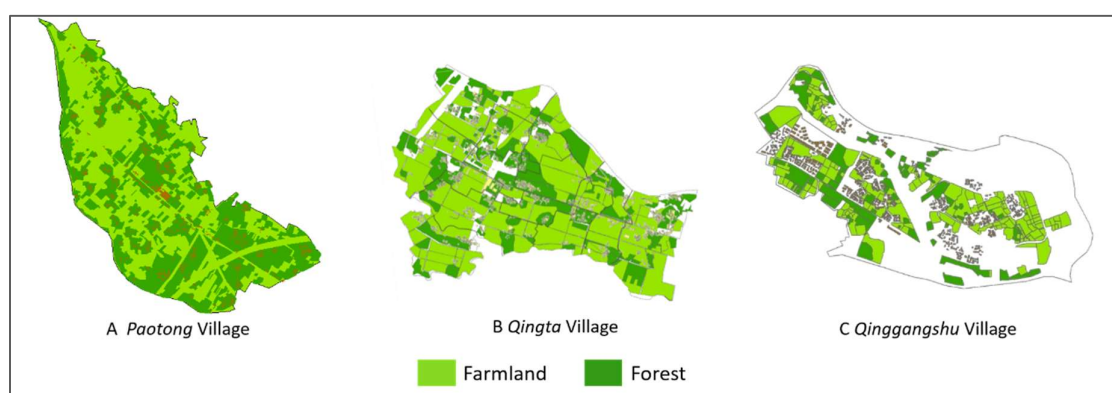 A Paotong Village
B Qingta Village
C Qinggangshu Village
Farmland
Forest